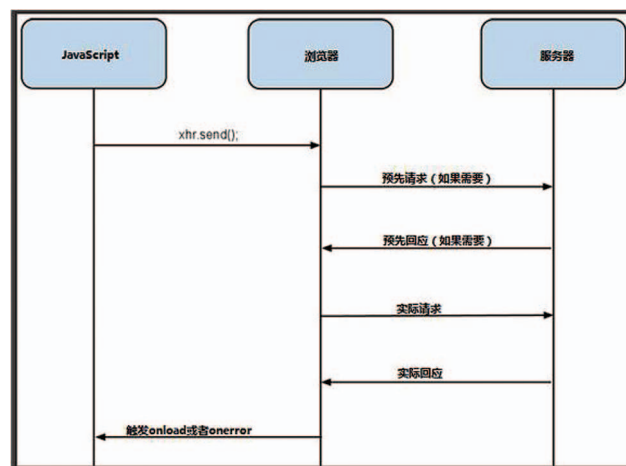 JavaScript
浏览器
服务器
xhr.send();
预先请求（如果需要）
预先回应（如果需要）
实际请求
实际回应
触发onload或者onerror